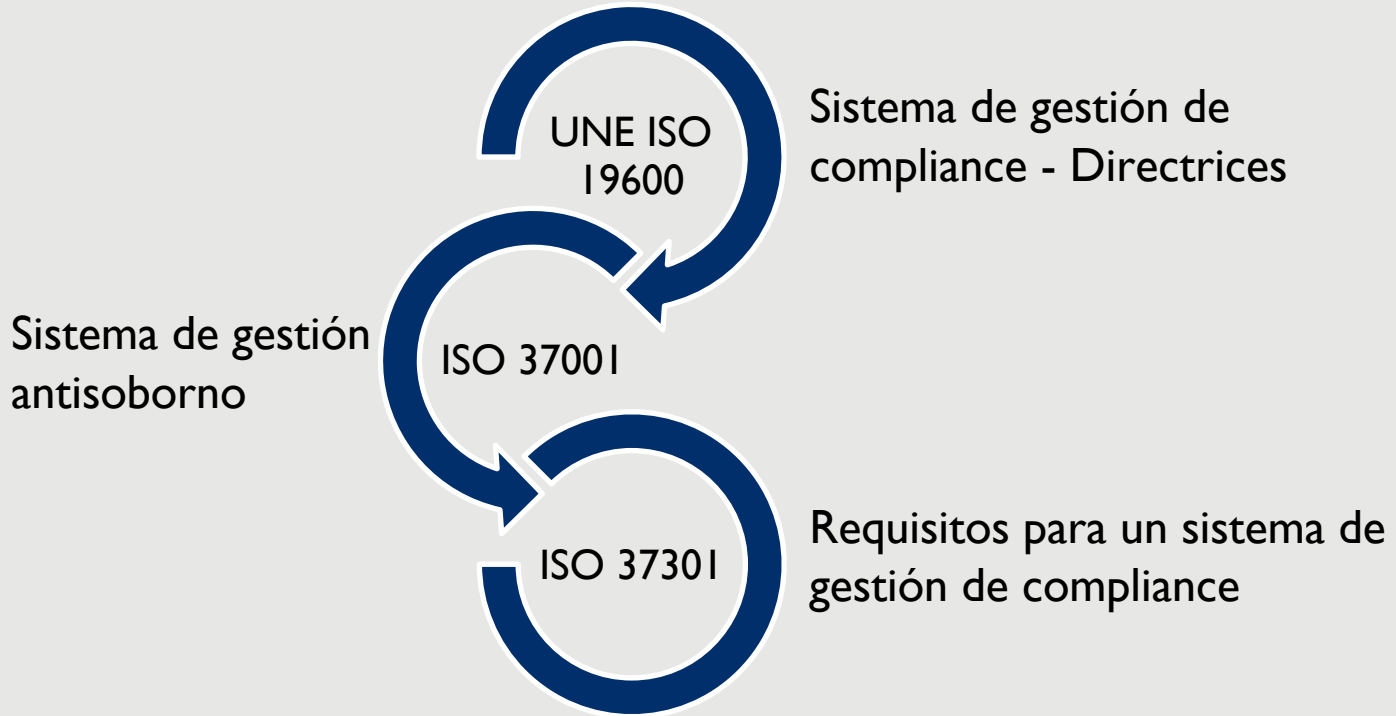 UNE ISO
19600
Sistema de gestión de
compliance - Directrices
Sistema de gestión
antisoborno
ISO 37001
ISO 37301
Requisitos para un sistema de
gestión de compliance